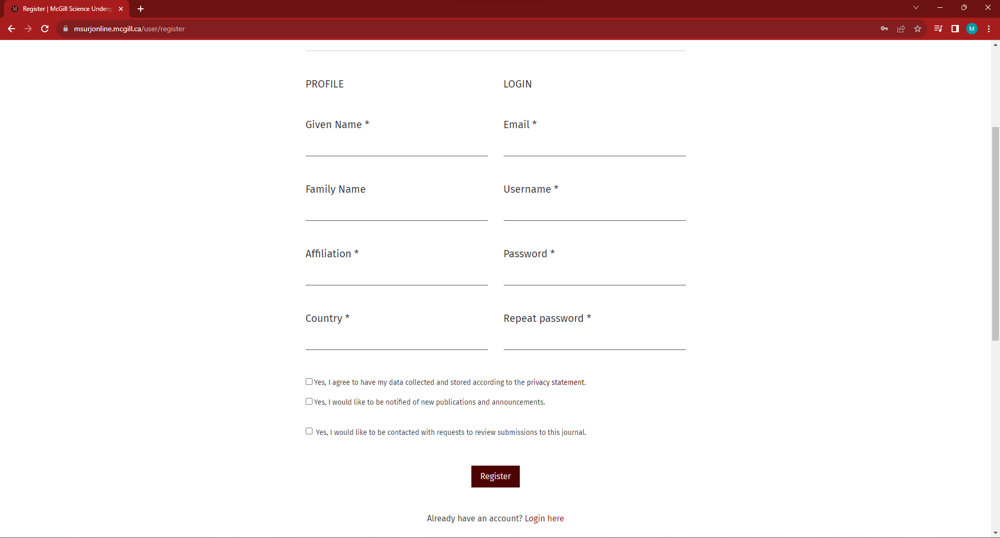 Register | McGill Science Underg
msurjonline.mcgill.ca/user/register
M
PROFILE
LOGIN
Given Name *
Email *
Family Name
Username *
Affiliation *
Password *
Country *
Repeat password *
Yes, I agree to have my data collected and stored according to the privacy statement.
Yes, I would like to be notified of new publications and announcements.
Yes, I would like to be contacted with requests to review submissions to this journal.
Register
Already have an account? Login here